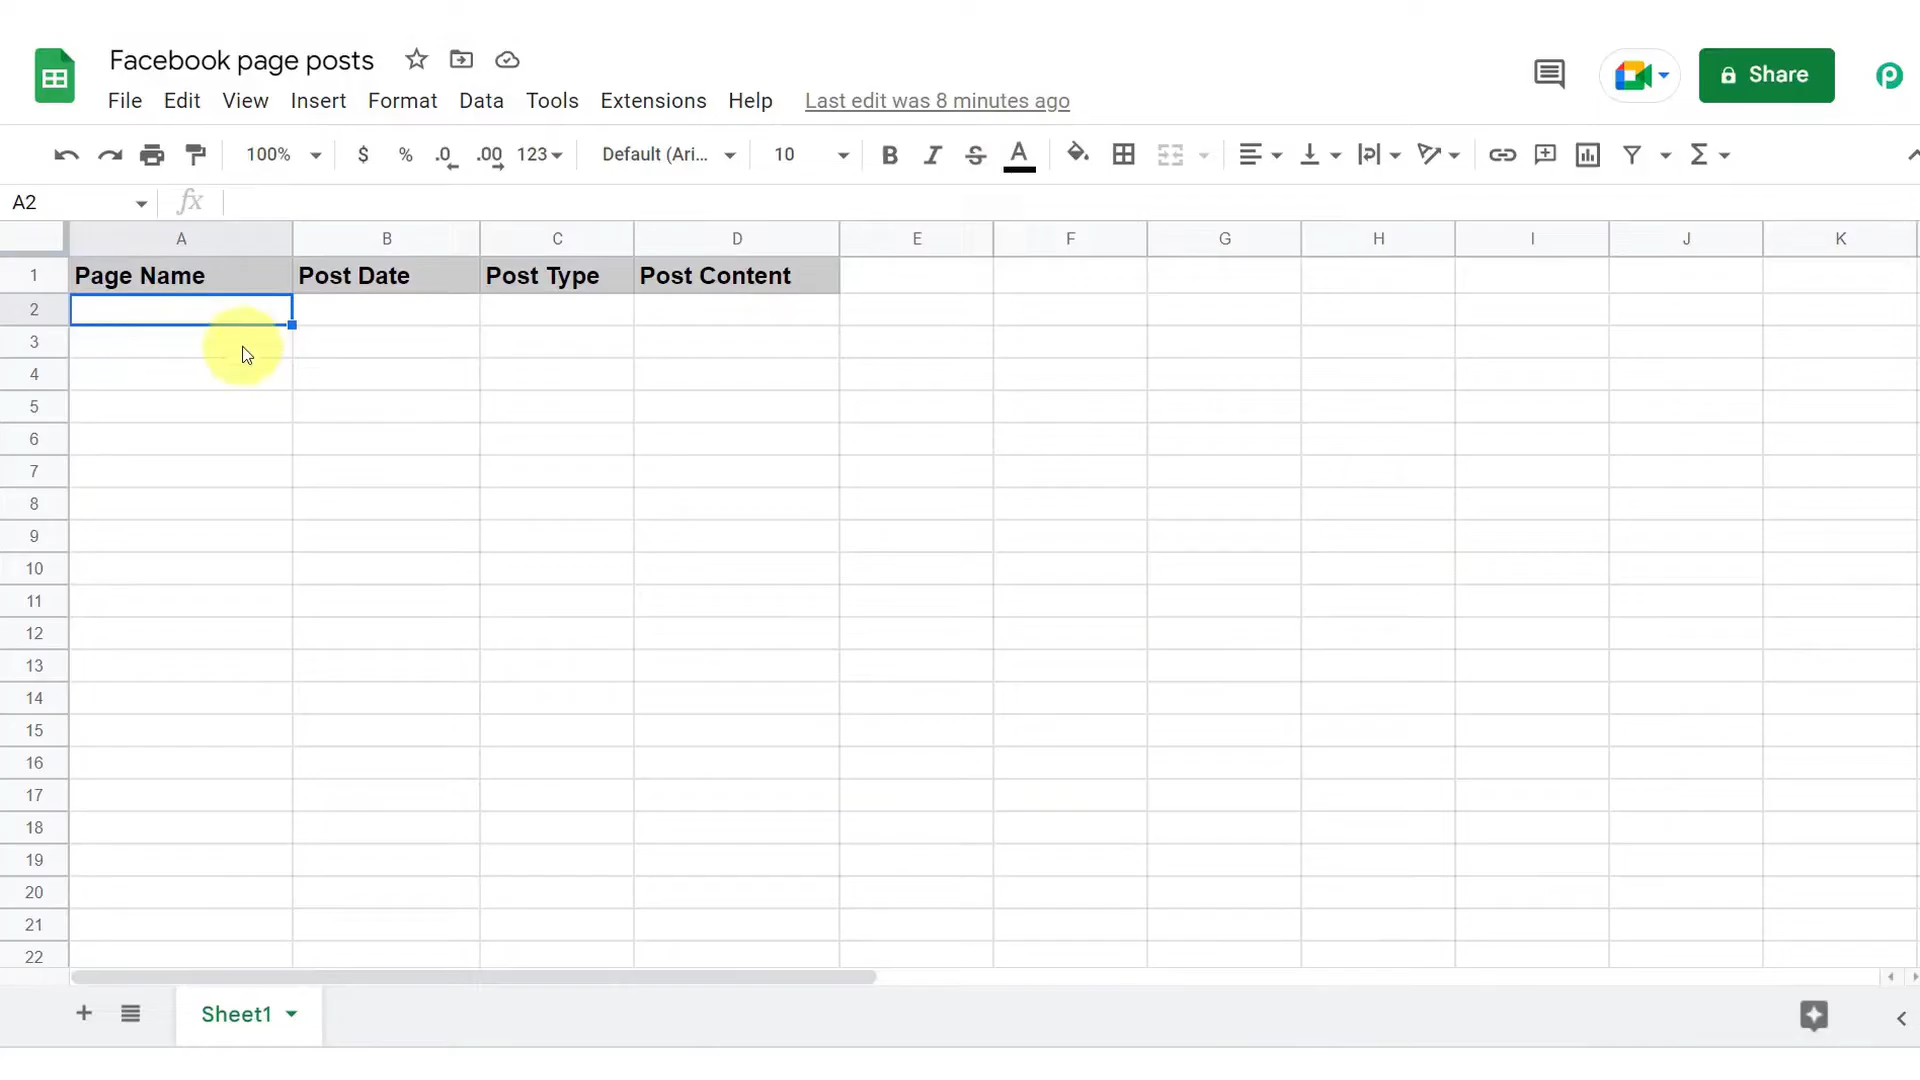 Facebook page posts
File Edit View Insert Format Data Tools Extensions Help Last edit was 8 minutes ago
Share
100% $ % .0 .00 123 Default (Ari... 10 B I S A Σ
A2 fx
A B C D E F G H I J K
1 Page Name Post Date Post Type Post Content
2
3
4
5
6
7
8
9
10
11
12
13
14
15
16
17
18
19
20
21
22
+ Sheet1